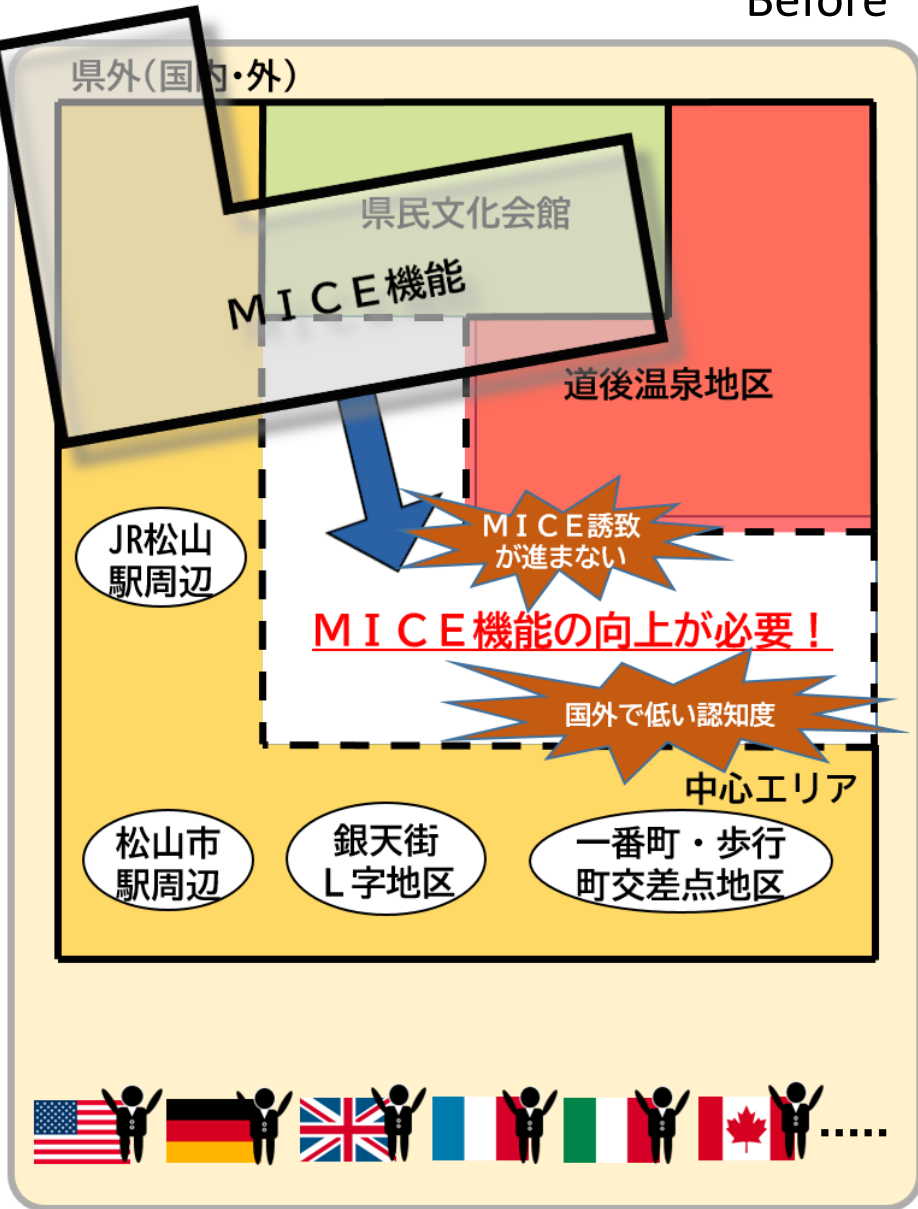 Before
県外(国内・外)
県民文化会館
ＭＩＣＥ機能
道後温泉地区
JR松山
駅周辺
ＭＩＣＥ誘致
が進まない
ＭＩＣＥ機能の向上が必要！
国外で低い認知度
中心エリア
松山市
駅周辺
銀天街
Ｌ字地区
一番町・歩行
町交差点地区
･････